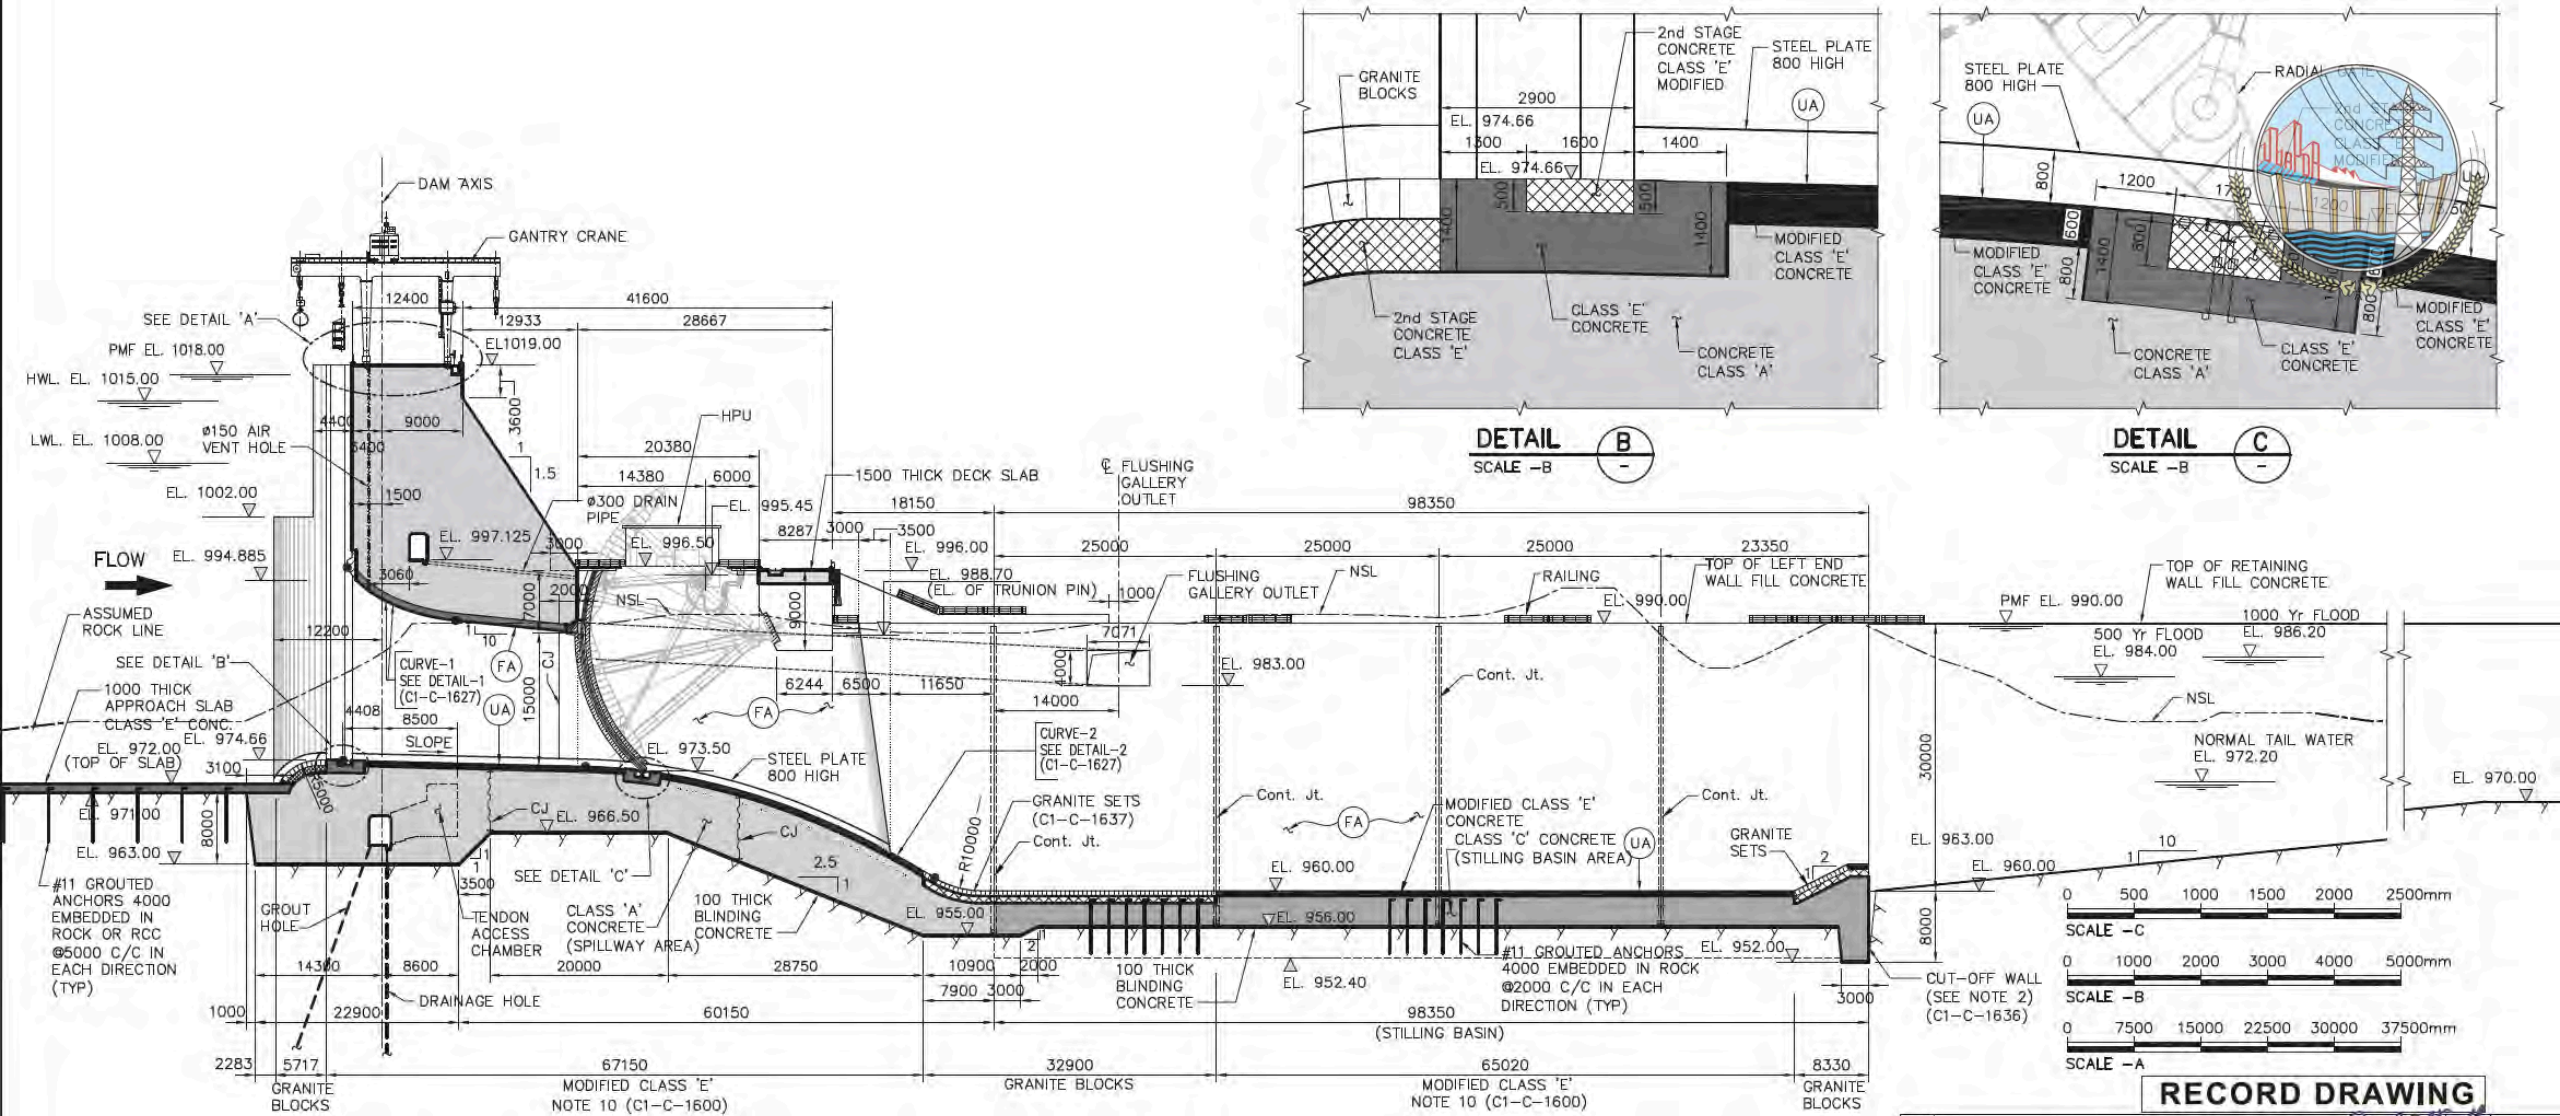 DAM AXIS
GANTRY CRANE
12400
41600
SEE DETAIL 'A'
12933
28667
PMF EL. 1018.00
EL1019.00
HWL. EL. 1015.00
4400
9000
3600
HPU
LWL. EL. 1008.00
ø150 AIR
VENT HOLE
5400
20380
1
1.5
1500 THICK DECK SLAB
14380
6000
EL. 1002.00
1500
ø300 DRAIN
PIPE
EL. 995.45
18150
℄ FLUSHING
GALLERY
OUTLET
98350
8287
3000
3500
FLOW
EL. 994.885
EL. 997.125
3000
EL. 996.50
EL. 996.00
25000
25000
25000
23350
3060
2000
7000
NSL
9000
EL. 988.70
(EL. OF TRUNION PIN)
1000
FLUSHING
GALLERY OUTLET
NSL
RAILING
TOP OF LEFT END
WALL FILL CONCRETE
TOP OF RETAINING
WALL FILL CONCRETE
EL. 990.00
PMF EL. 990.00
1000 Yr FLOOD
EL. 986.20
500 Yr FLOOD
EL. 984.00
ASSUMED
ROCK LINE
12200
1
10
FA
CJ
7071
4000
EL. 983.00
SEE DETAIL 'B'
CURVE-1
SEE DETAIL-1
(C1-C-1627)
15000
6244
6500
11650
14000
Cont. Jt.
NSL
1000 THICK
APPROACH SLAB
CLASS 'E' CONC.
4408
8500
UA
FA
SLOPE
CURVE-2
SEE DETAIL-2
(C1-C-1627)
30000
NORMAL TAIL WATER
EL. 972.20
EL. 974.66
EL. 972.00
(TOP OF SLAB)
3100
EL. 973.50
STEEL PLATE
800 HIGH
EL. 970.00
R5000
EL. 971.00
8000
CJ
EL. 966.50
CJ
GRANITE SETS
(C1-C-1637)
Cont. Jt.
R10000
Cont. Jt.
FA
MODIFIED CLASS 'E'
CONCRETE
CLASS 'C' CONCRETE
(STILLING BASIN AREA)
UA
Cont. Jt.
GRANITE
SETS
1
2
EL. 963.00
10
1
EL. 963.00
1
1
2.5
1
EL. 960.00
EL. 960.00
#11 GROUTED
ANCHORS 4000
EMBEDDED IN
ROCK OR RCC
@5000 C/C IN
EACH DIRECTION
(TYP)
3500
SEE DETAIL 'C'
GROUT
HOLE
TENDON
ACCESS
CHAMBER
CLASS 'A'
CONCRETE
(SPILLWAY AREA)
100 THICK
BLINDING
CONCRETE
EL. 955.00
EL. 956.00
2
1
EL. 952.00
8000
14300
8600
20000
28750
10900
2000
100 THICK
BLINDING
CONCRETE
EL. 952.40
#11 GROUTED ANCHORS
4000 EMBEDDED IN ROCK
@2000 C/C IN EACH
DIRECTION (TYP)
3000
CUT-OFF WALL
(SEE NOTE 2)
(C1-C-1636)
DRAINAGE HOLE
7900
3000
1000
22900
60150
98350
(STILLING BASIN)
2283
5717
67150
32900
65020
8330
GRANITE
BLOCKS
MODIFIED CLASS 'E'
NOTE 10 (C1-C-1600)
GRANITE BLOCKS
MODIFIED CLASS 'E'
NOTE 10 (C1-C-1600)
GRANITE
BLOCKS
GRANITE
BLOCKS
2nd STAGE
CONCRETE
CLASS 'E'
MODIFIED
STEEL PLATE
800 HIGH
UA
2900
EL. 974.66
1300
1600
1400
EL. 974.66
500
500
1400
1400
MODIFIED
CLASS 'E'
CONCRETE
2nd STAGE
CONCRETE
CLASS 'E'
CLASS 'E'
CONCRETE
CONCRETE
CLASS 'A'
DETAIL B
SCALE -B
-
STEEL PLATE
800 HIGH
RADIAL GATE
2nd STAGE
CONCRETE
CLASS 'E'
MODIFIED
UA
800
1200
1200
600
1400
800
800
800
MODIFIED
CLASS 'E'
CONCRETE
CONCRETE
CLASS 'A'
CLASS 'E'
CONCRETE
MODIFIED
CLASS 'E'
CONCRETE
DETAIL C
SCALE -B
-
0 500 1000 1500 2000 2500mm
SCALE -C
0 1000 2000 3000 4000 5000mm
SCALE -B
0 7500 15000 22500 30000 37500mm
SCALE -A
RECORD DRAWING